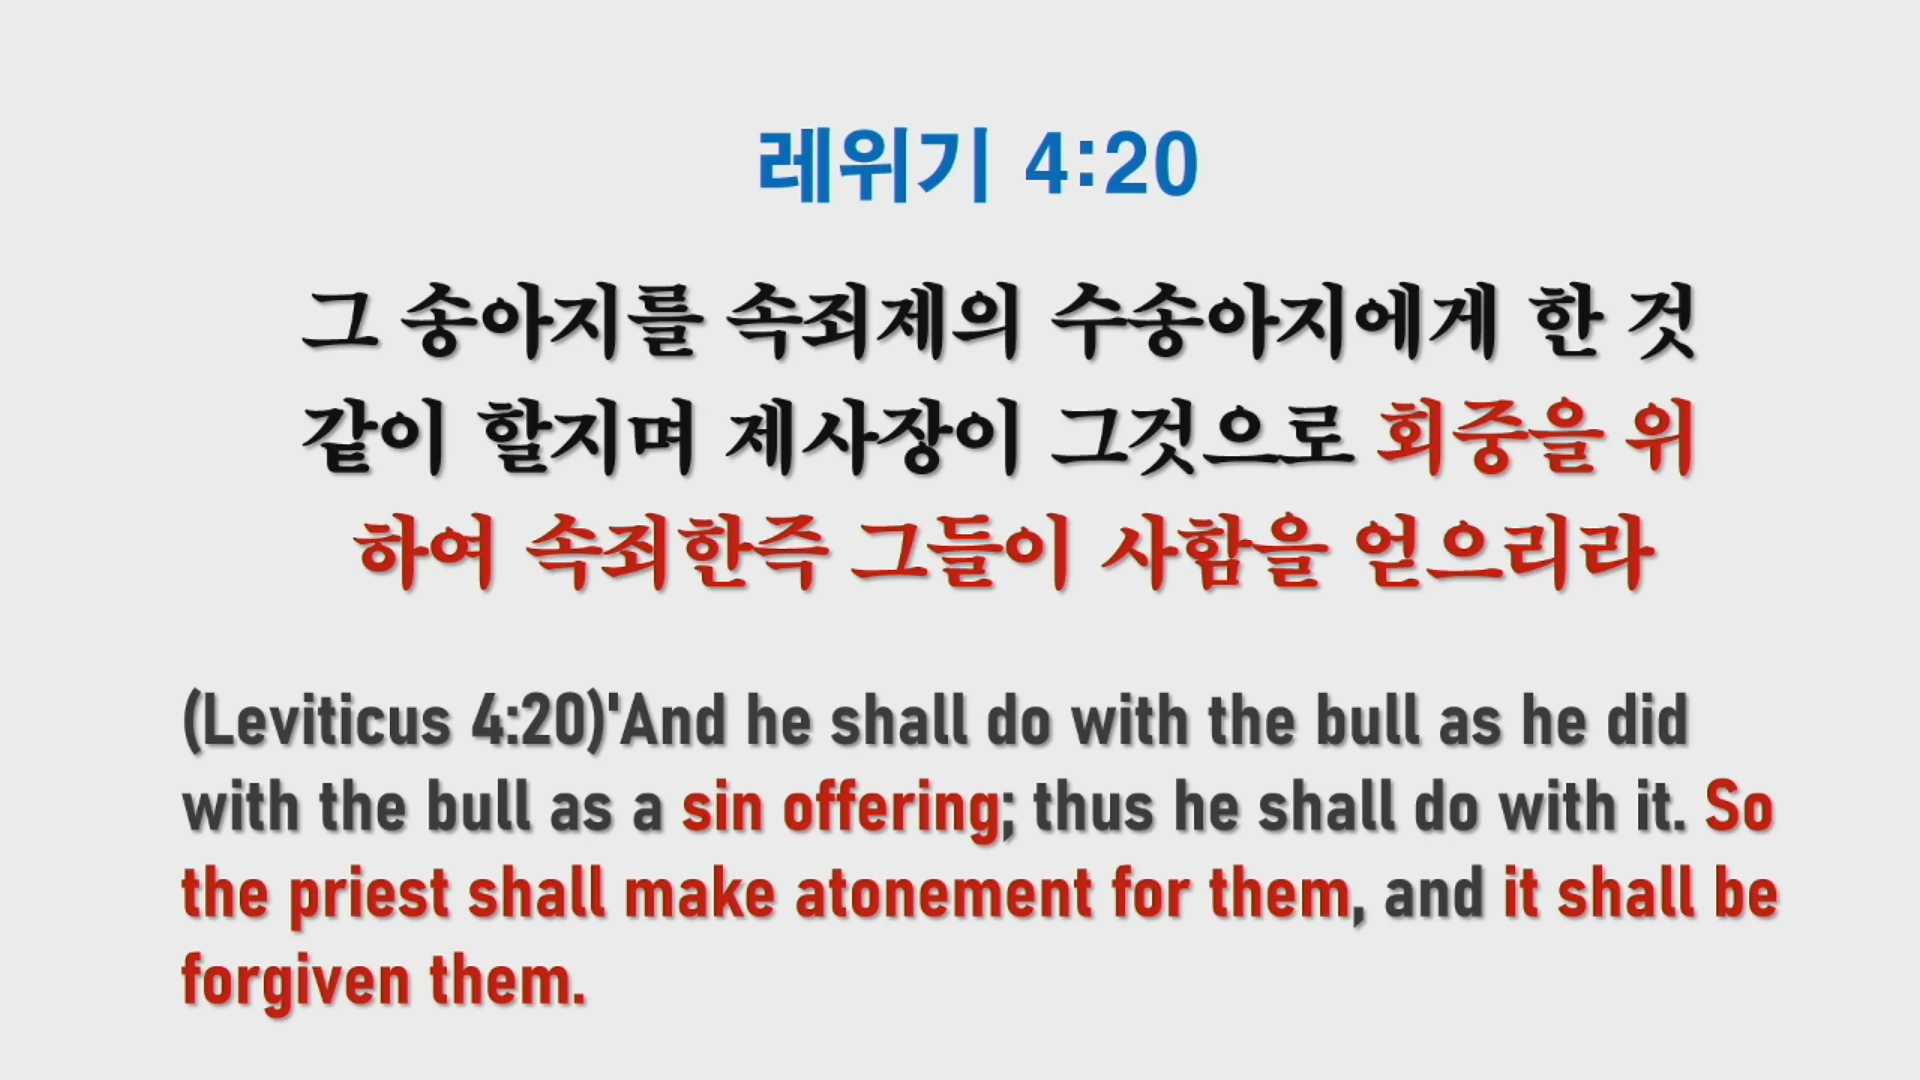 레위기 4:20
그 송아지를 속죄제의 수송아지에게 한 것
같이 할지며 제사장이 그것으로 회중을 위
하여 속죄한즉 그들이 사함을 얻으리라
(Leviticus 4:20)'And he shall do with the bull as he did
with the bull as a sin offering; thus he shall do with it. So
the priest shall make atonement for them, and it shall be
forgiven them.